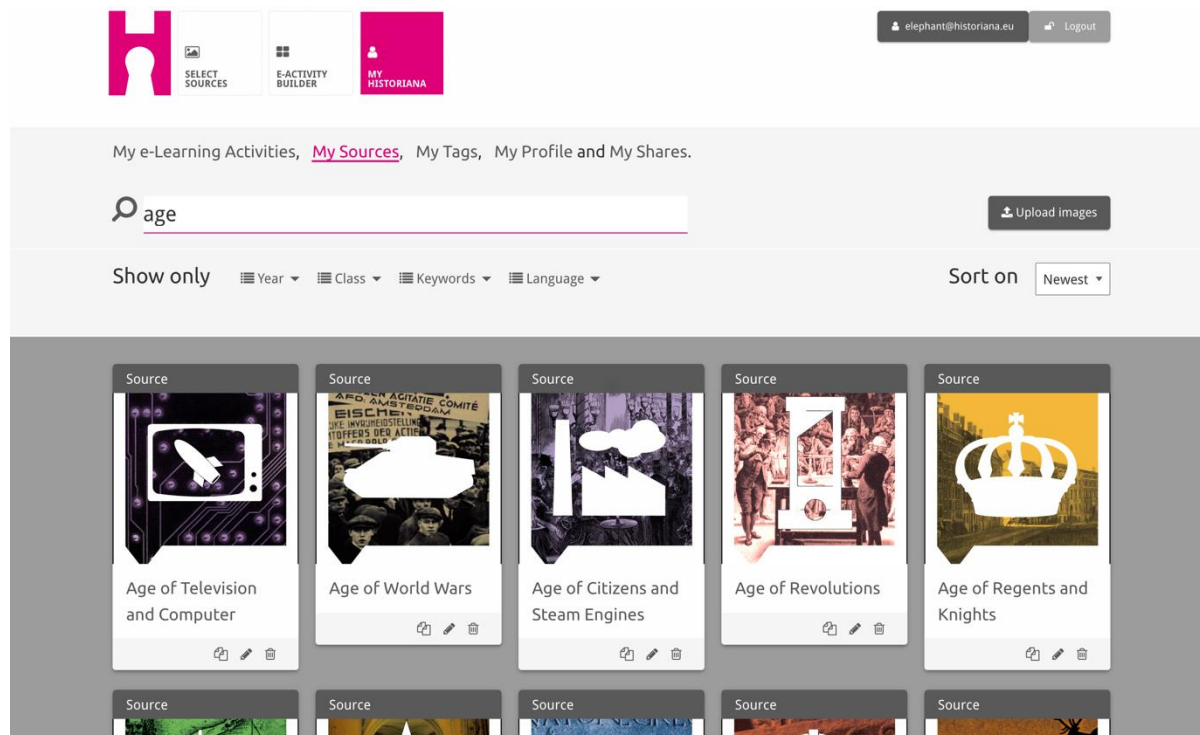 elephant@historiana.eu
Logout
SELECT
SOURCES
E-ACTIVITY
BUILDER
MY
HISTORIANA
My e-Learning Activities, My Sources, My Tags, My Profile and My Shares.
age
Upload images
Show only Year Class Keywords Language Sort on Newest
Source
AFD. AMSTERDAM
EISCHEN
Age of Television
and Computer
Source
Age of World Wars
Source
Age of Citizens and
Steam Engines
Source
Age of Revolutions
Source
Age of Regents and
Knights
Source
Source
Source
Source
Source